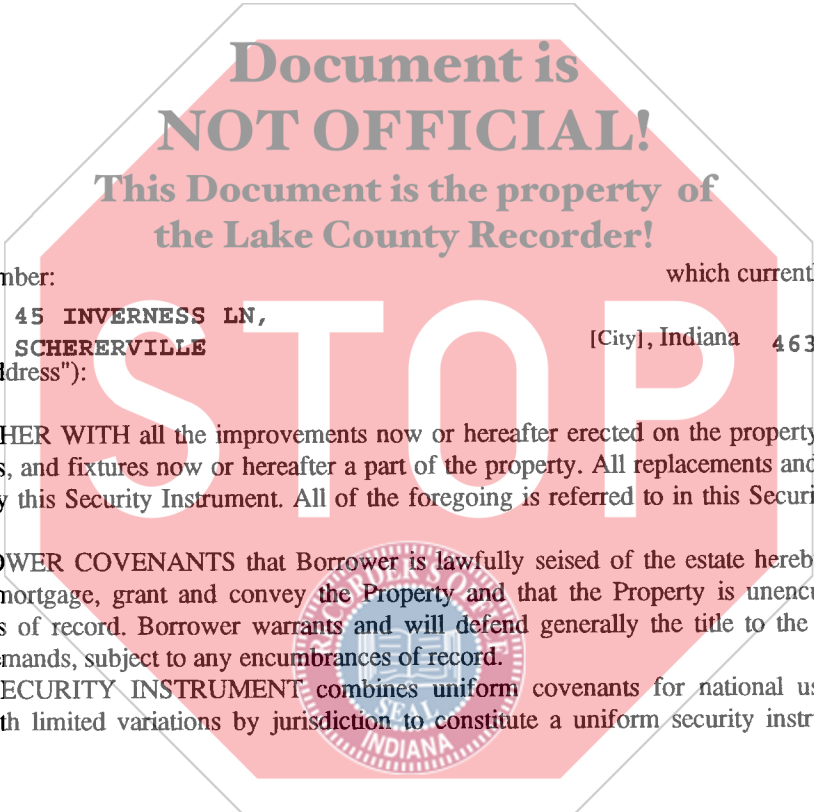 Document is
NOT OFFICIAL!
This Document is the property of
the Lake County Recorder!
mber: which currentl
45 INVERNESS LN,
SCHERERVILLE [City], Indiana 463
ddress"):
STOP
HER WITH all the improvements now or hereafter erected on the property
s, and fixtures now or hereafter a part of the property. All replacements and
y this Security Instrument. All of the foregoing is referred to in this Securi
OWER COVENANTS that Borrower is lawfully seised of the estate hereb
mortgage, grant and convey the Property and that the Property is unencu
s of record. Borrower warrants and will defend generally the title to the
emands, subject to any encumbrances of record.
ECURITY INSTRUMENT combines uniform covenants for national us
th limited variations by jurisdiction to constitute a uniform security instr
SEAL
INDIANA